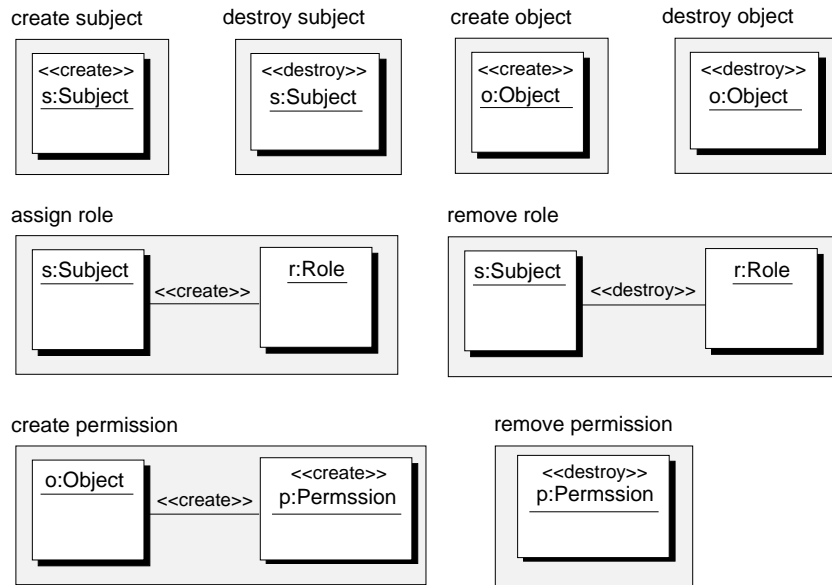 create subject
destroy subject
create object
destroy object
<<create>>
s:Subject
<<destroy>>
s:Subject
<<create>>
o:Object
<<destroy>>
o:Object
assign role
remove role
s:Subject
<<create>>
r:Role
s:Subject
<<destroy>>
r:Role
create permission
remove permission
o:Object
<<create>>
<<create>>
p:Permssion
<<destroy>>
p:Permssion